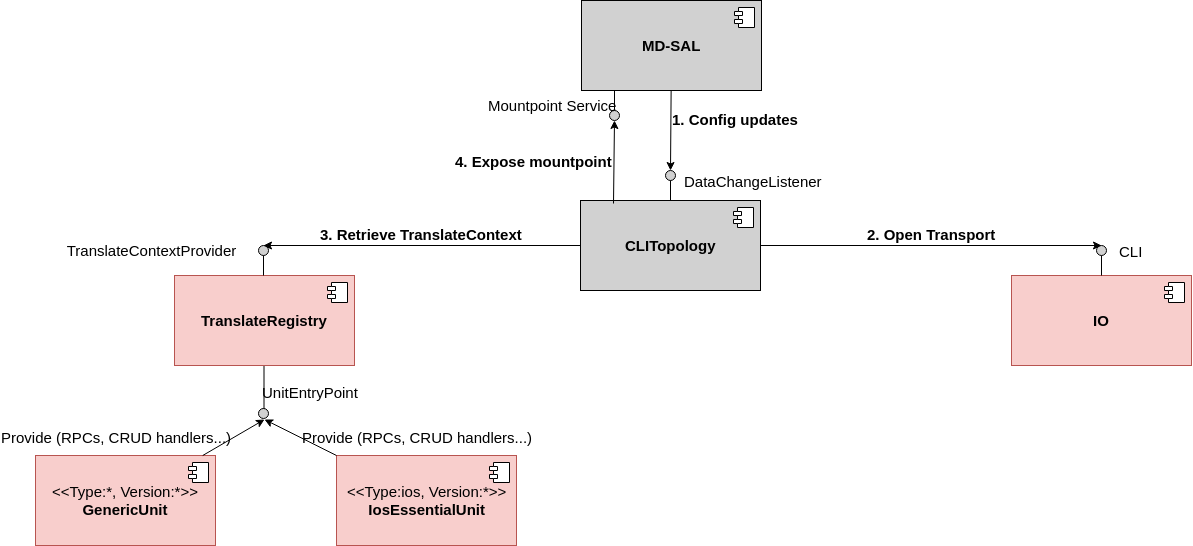 MD-SAL
Mountpoint Service
1. Config updates
4. Expose mountpoint
DataChangeListener
3. Retrieve TranslateContext
CLITopology
2. Open Transport
TranslateContextProvider
CLI
TranslateRegistry
IO
UnitEntryPoint
Provide (RPCs, CRUD handlers...)
Provide (RPCs, CRUD handlers...)
<<Type:*, Version:*>>
GenericUnit
<<Type:ios, Version:*>>
IosEssentialUnit